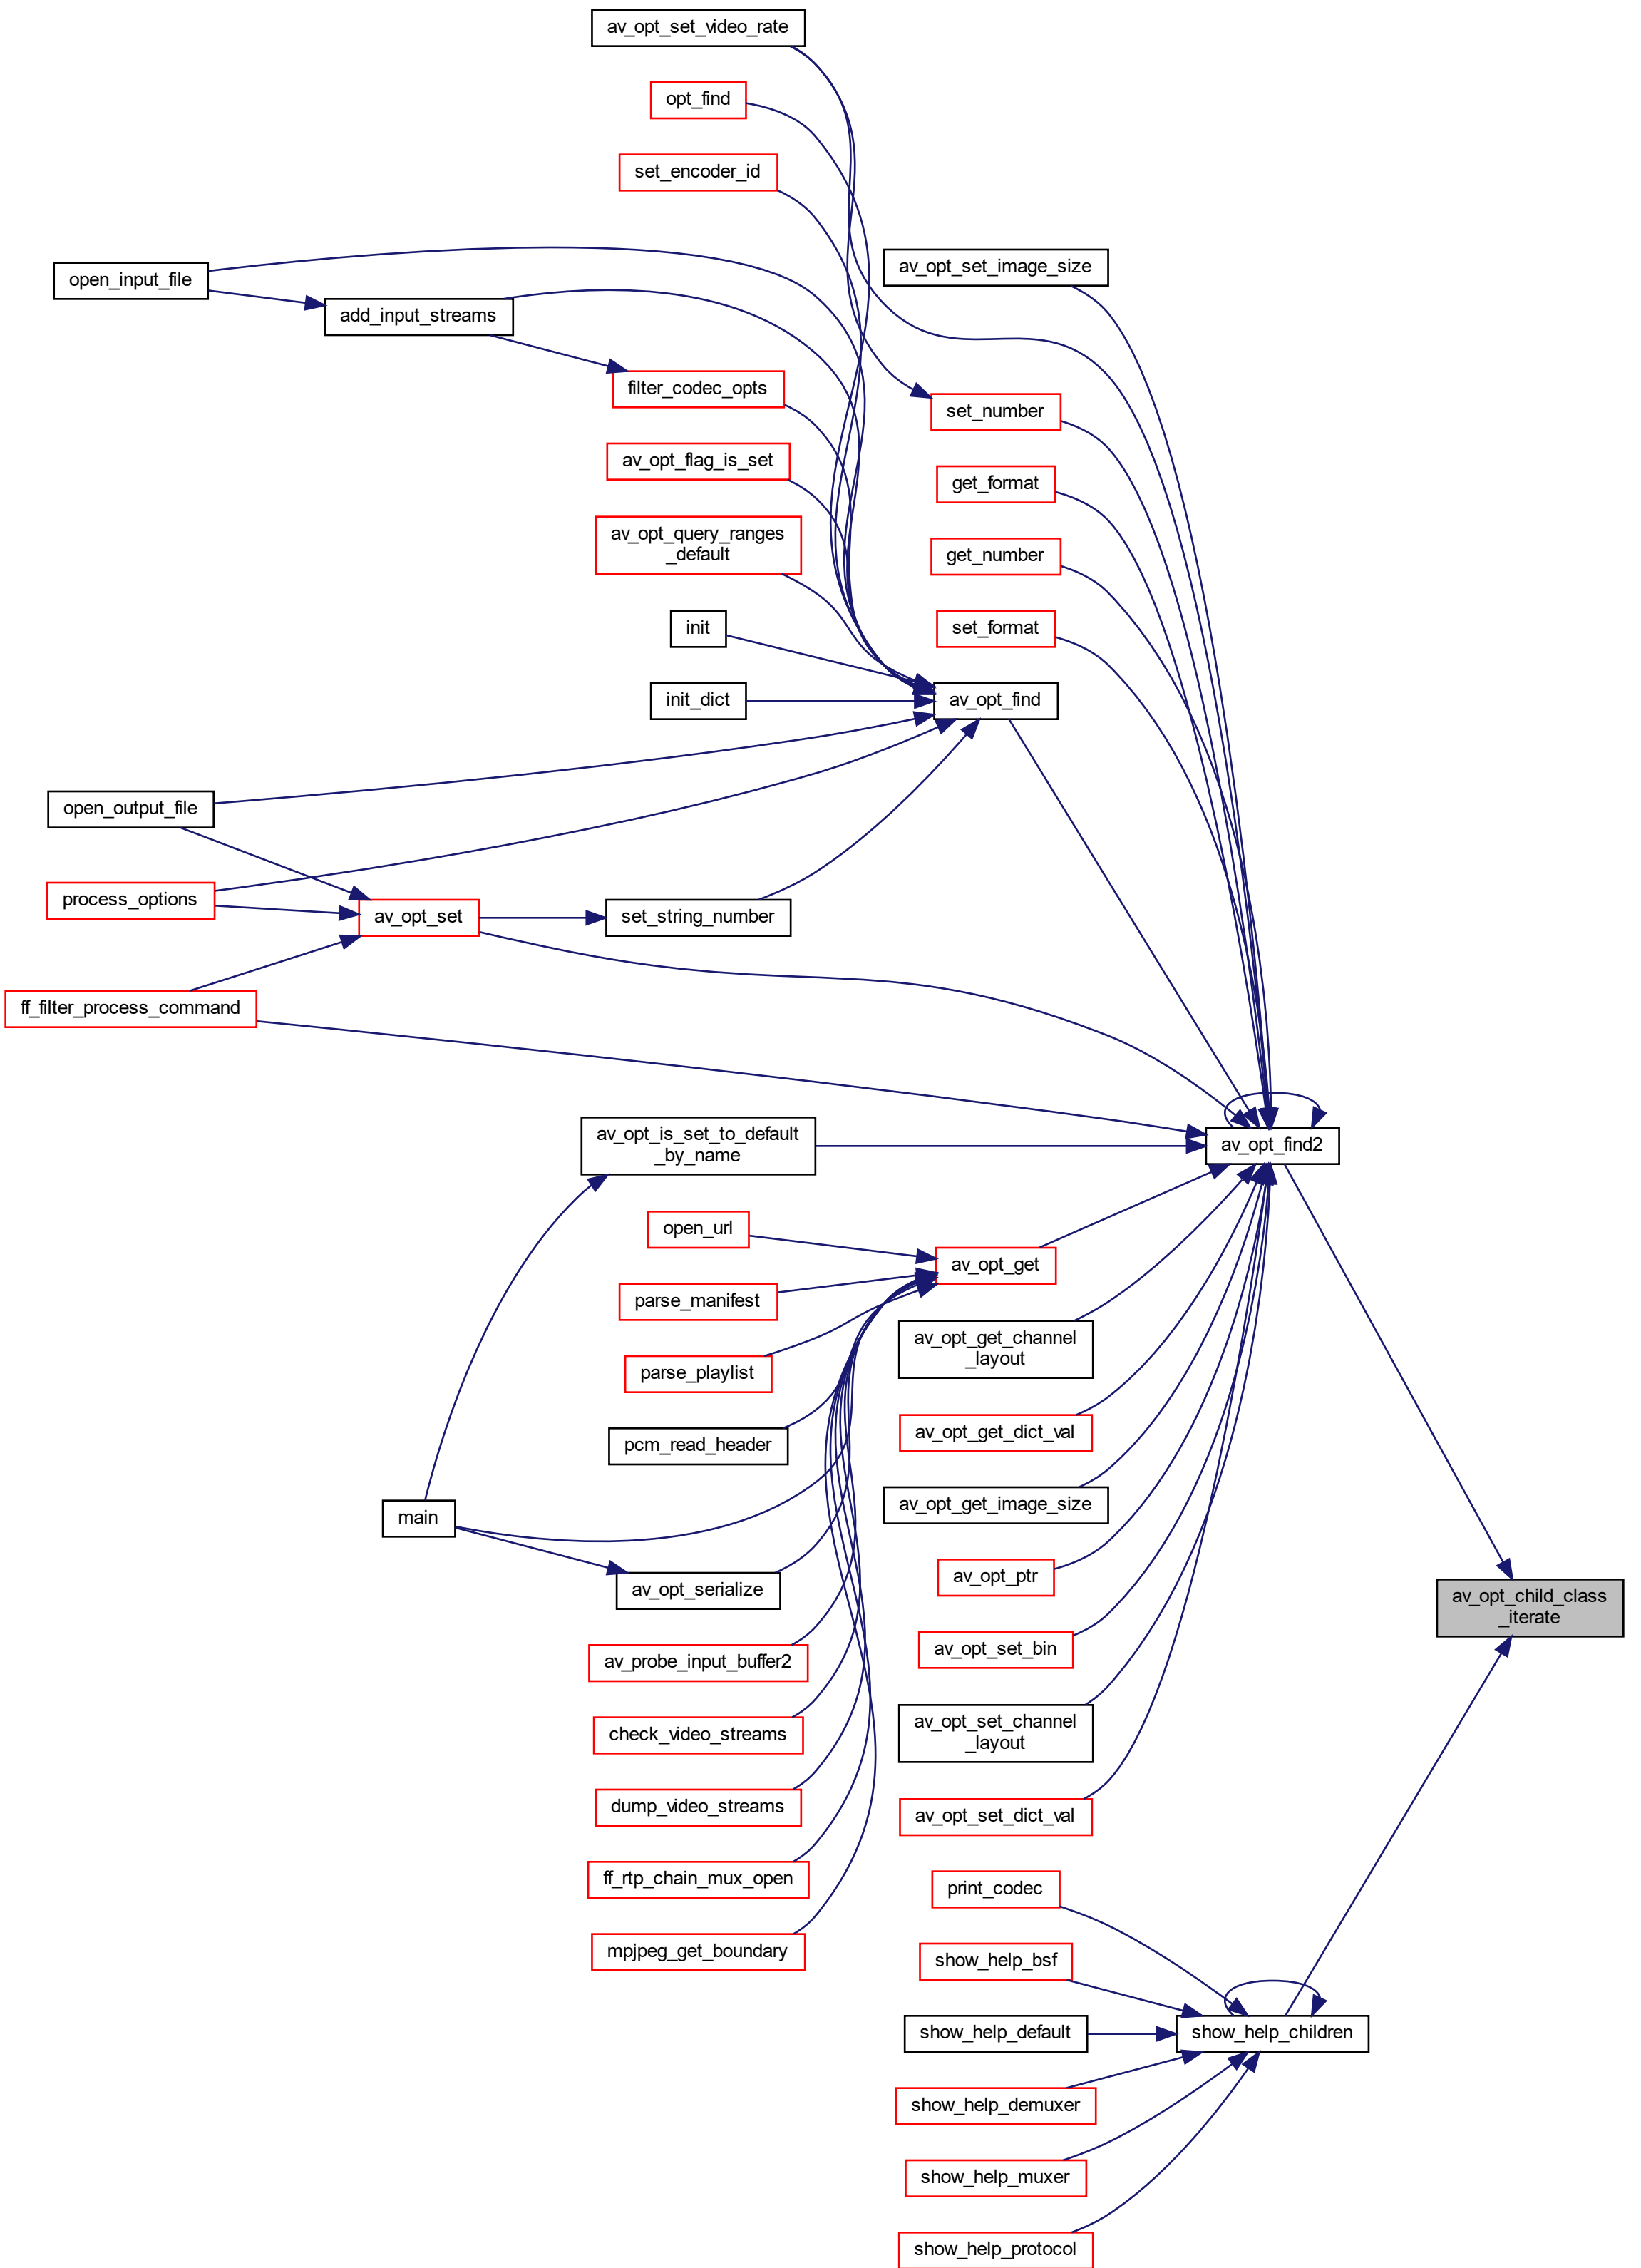 av_opt_set_video_rate
opt_find
set_encoder_id
av_opt_set_image_size
open_input_file
add_input_streams
filter_codec_opts
set_number
av_opt_flag_is_set
get_format
av_opt_query_ranges
_default
get_number
init
set_format
init_dict
av_opt_find
open_output_file
process_options
av_opt_set
set_string_number
ff_filter_process_command
av_opt_is_set_to_default
_by_name
av_opt_find2
open_url
av_opt_get
parse_manifest
av_opt_get_channel
_layout
parse_playlist
av_opt_get_dict_val
pcm_read_header
av_opt_get_image_size
main
av_opt_serialize
av_opt_ptr
av_opt_child_class
_iterate
av_probe_input_buffer2
av_opt_set_bin
check_video_streams
av_opt_set_channel
_layout
dump_video_streams
av_opt_set_dict_val
ff_rtp_chain_mux_open
print_codec
mpjpeg_get_boundary
show_help_bsf
show_help_default
show_help_children
show_help_demuxer
show_help_muxer
show_help_protocol